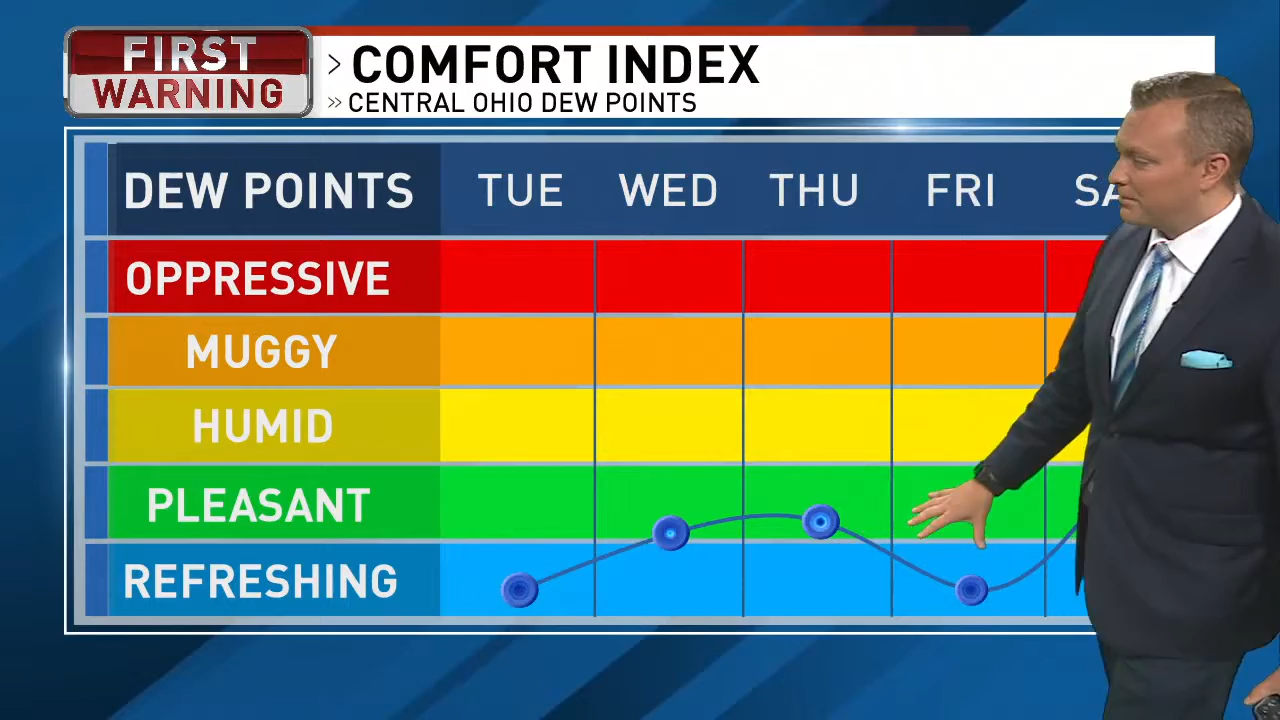 FIRST
WARNING
> COMFORT INDEX
» CENTRAL OHIO DEW POINTS
DEW POINTS TUE WED THU FRI
OPPRESSIVE
MUGGY
HUMID
PLEASANT
REFRESHING